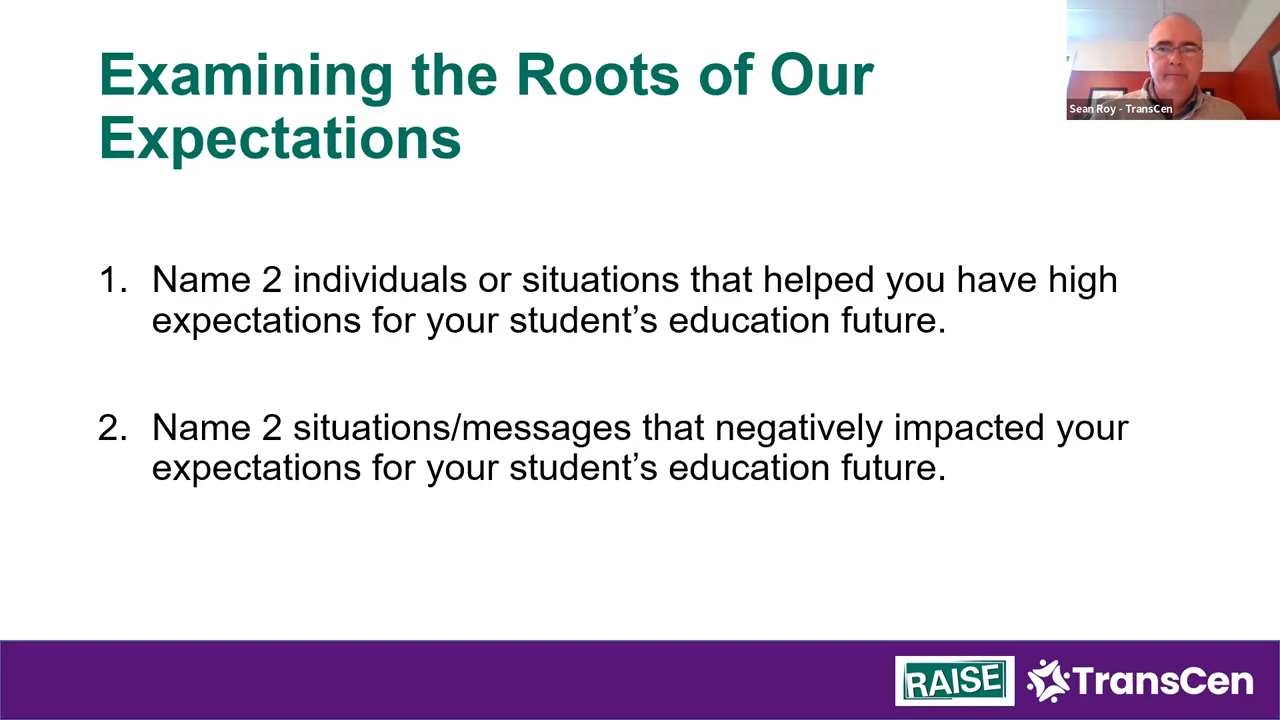 Examining the Roots of Our
Expectations
Sean Roy - TransCen
1. Name 2 individuals or situations that helped you have high
expectations for your student’s education future.
2. Name 2 situations/messages that negatively impacted your
expectations for your student’s education future.
RAISE
TransCen